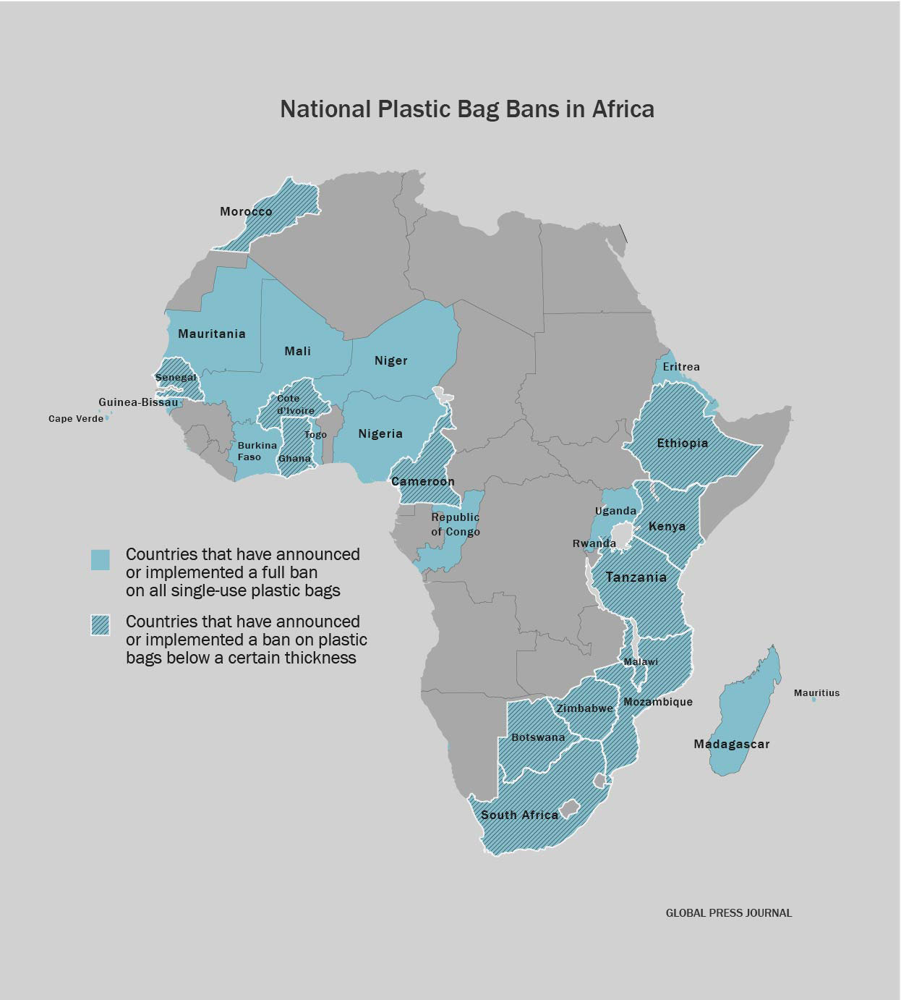 National Plastic Bag Bans in Africa
Morocco
Mauritania
Mali
Niger
Eritrea
Senegal
Guinea-Bissau
Cape Verde
Cote
d'Ivoire
Togo
Nigeria
Burkina
Faso
Ghana
Ethiopia
Cameroon
Republic
of Congo
Uganda
Kenya
Rwanda
Tanzania
Countries that have announced
or implemented a full ban
on all single-use plastic bags
Countries that have announced
or implemented a ban on plastic
bags below a certain thickness
Malawi
Mozambique
Zimbabwe
Botswana
Mauritius
Madagascar
South Africa
GLOBAL PRESS JOURNAL